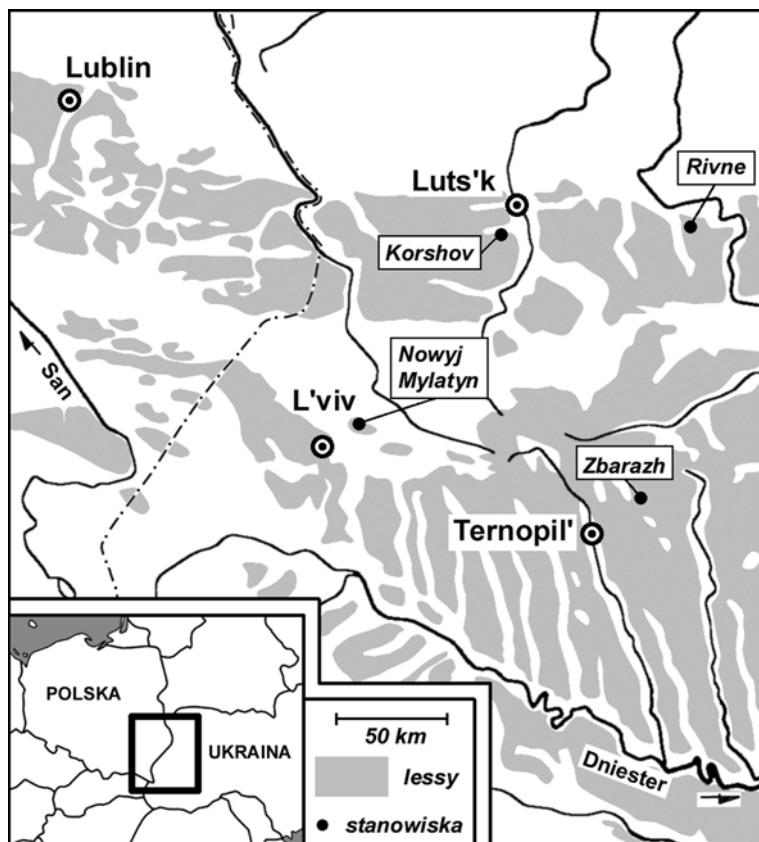 Lublin
Luts'k
Rivne
Korshov
Nowyj
Mylatyn
San
L'viv
Zbarazh
Ternopil'
POLSKA
UKRAINA
50 km
lessy
stanowiska
Dniester